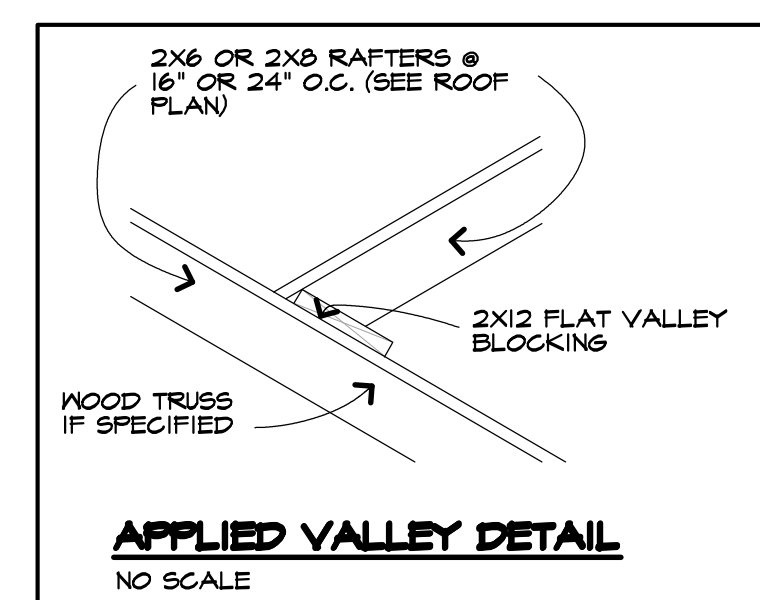 2X6 OR 2X8 RAFTERS @
16" OR 24" O.C. (SEE ROOF
PLAN)
2X12 FLAT VALLEY
BLOCKING
WOOD TRUSS
IF SPECIFIED
APPLIED VALLEY DETAIL
NO SCALE